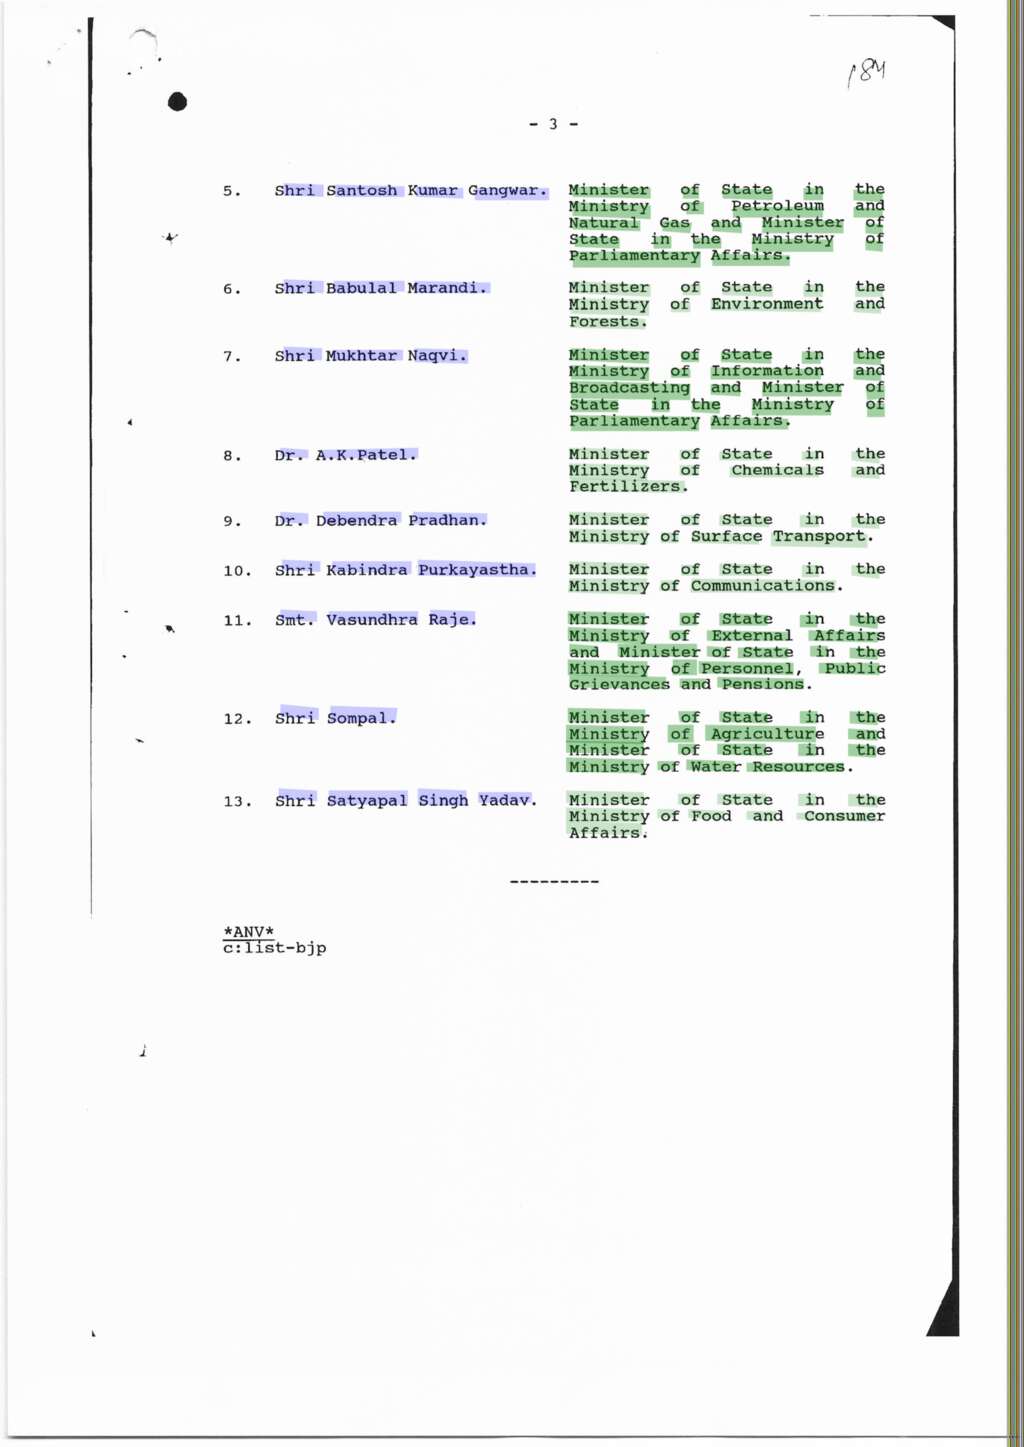 184
- 3 -
5. Shri Santosh Kumar Gangwar. Minister of State in the
Ministry of Petroleum and
Natural Gas and Minister of
State in the Ministry of
Parliamentary Affairs.
6. Shri Babulal Marandi. Minister of State in the
Ministry of Environment and
Forests.
7. Shri Mukhtar Naqvi. Minister of State in the
Ministry of Information and
Broadcasting and Minister of
State in the Ministry of
Parliamentary Affairs.
8. Dr. A.K.Patel. Minister of State in the
Ministry of Chemicals and
Fertilizers.
9. Dr. Debendra Pradhan. Minister of State in the
Ministry of Surface Transport.
10. Shri Kabindra Purkayastha. Minister of State in the
Ministry of Communications.
11. Smt. Vasundhra Raje. Minister of State in the
Ministry of External Affairs
and Minister of State in the
Ministry of Personnel, Public
Grievances and Pensions.
12. Shri Sompal. Minister of State in the
Ministry of Agriculture and
Minister of State in the
Ministry of Water Resources.
13. Shri Satyapal Singh Yadav. Minister of State in the
Ministry of Food and Consumer
Affairs.
---------
*ANV*
c:list-bjp